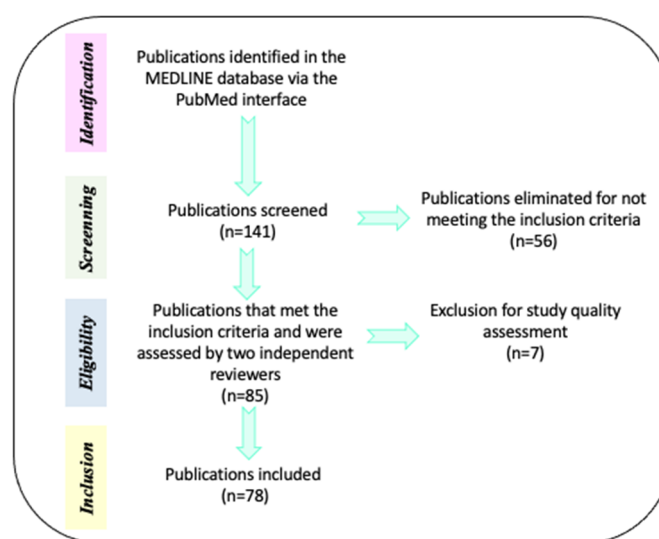 Identification
Publications identified in the
MEDLINE database via the
PubMed interface
Screenning
Publications screened
(n=141)
Publications eliminated for not
meeting the inclusion criteria
(n=56)
Eligibility
Publications that met the
inclusion criteria and were
assessed by two independent
reviewers
(n=85)
Exclusion for study quality
assessment
(n=7)
Inclusion
Publications included
(n=78)